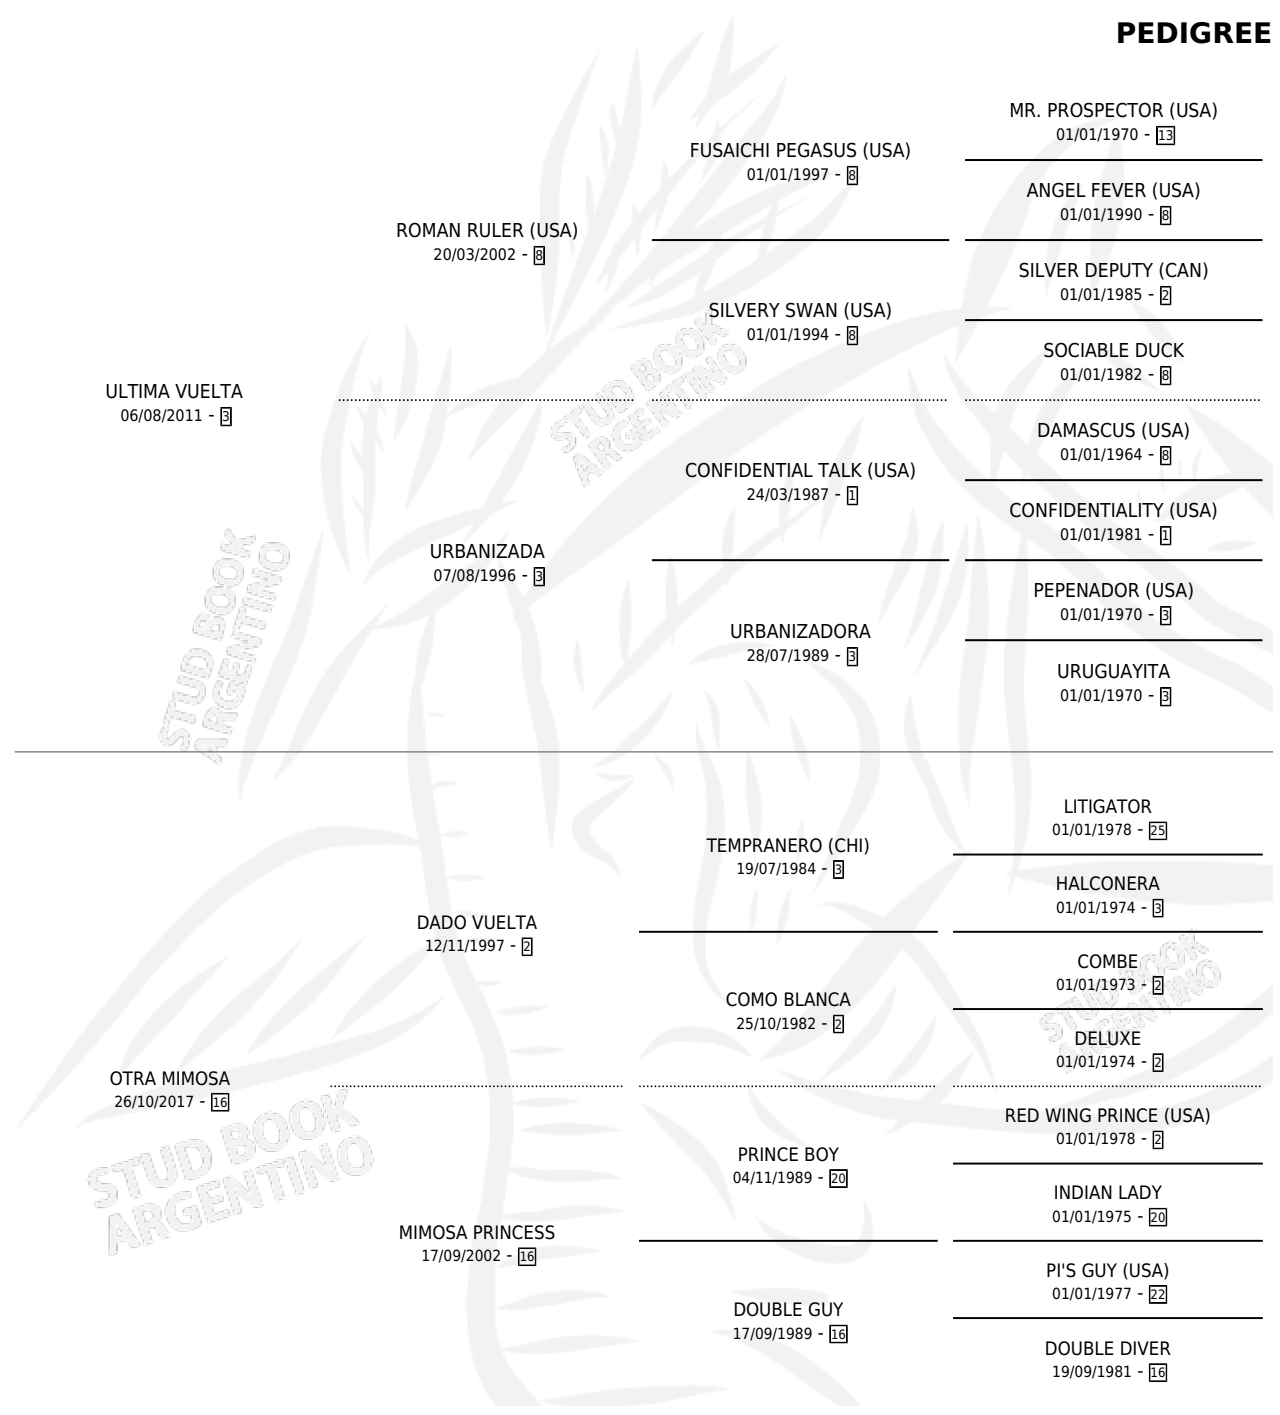 PEDIGREE
MR. PROSPECTOR (USA)
01/01/1970 - 13
FUSAICHI PEGASUS (USA)
01/01/1997 - 8
ANGEL FEVER (USA)
01/01/1990 - 8
ROMAN RULER (USA)
20/03/2002 - 8
SILVER DEPUTY (CAN)
01/01/1985 - 2
SILVERY SWAN (USA)
01/01/1994 - 8
SOCIABLE DUCK
01/01/1982 - 8
ULTIMA VUELTA
06/08/2011 - 3
DAMASCUS (USA)
01/01/1964 - 8
CONFIDENTIAL TALK (USA)
24/03/1987 - 1
CONFIDENTIALITY (USA)
01/01/1981 - 1
URBANIZADA
07/08/1996 - 3
PEPENADOR (USA)
01/01/1970 - 3
URBANIZADORA
28/07/1989 - 3
URUGUAYITA
01/01/1970 - 3
LITIGATOR
01/01/1978 - 25
TEMPRANERO (CHI)
19/07/1984 - 3
HALCONERA
01/01/1974 - 3
DADO VUELTA
12/11/1997 - 2
COMBE
01/01/1973 - 2
COMO BLANCA
25/10/1982 - 2
DELUXE
01/01/1974 - 2
OTRA MIMOSA
26/10/2017 - 16
RED WING PRINCE (USA)
01/01/1978 - 2
PRINCE BOY
04/11/1989 - 20
INDIAN LADY
01/01/1975 - 20
MIMOSA PRINCESS
17/09/2002 - 16
PI'S GUY (USA)
01/01/1977 - 22
DOUBLE GUY
17/09/1989 - 16
DOUBLE DIVER
19/09/1981 - 16
STUD BOOK
ARGENTINO
STUD BOOK
ARGENTINO
STUD BOOK
ARGENTINO
STUD BOOK
ARGENTINO